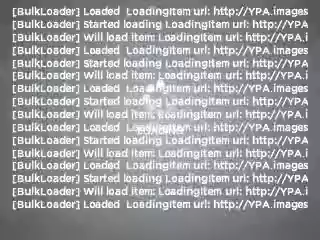 [BulkLoader] Loaded LoadingItem url: http://YPA.images
[BulkLoader] Started loading LoadingItem url: http://YPA
[BulkLoader] Will load item: LoadingItem url: http://YPA.i
[BulkLoader] Loaded LoadingItem url: http://YPA.images
[BulkLoader] Started loading LoadingItem url: http://YPA
[BulkLoader] Will load item: LoadingItem url: http://YPA.i
[BulkLoader] Loaded LoadingItem url: http://YPA.images
[BulkLoader] Started loading LoadingItem url: http://YPA
[BulkLoader] Will load item: LoadingItem url: http://YPA.i
[BulkLoader] Loaded LoadingItem url: http://YPA.images
[BulkLoader] Started loading LoadingItem url: http://YPA
[BulkLoader] Will load item: LoadingItem url: http://YPA.i
[BulkLoader] Loaded LoadingItem url: http://YPA.images
[BulkLoader] Started loading LoadingItem url: http://YPA
[BulkLoader] Will load item: LoadingItem url: http://YPA.i
[BulkLoader] Loaded LoadingItem url: http://YPA.images